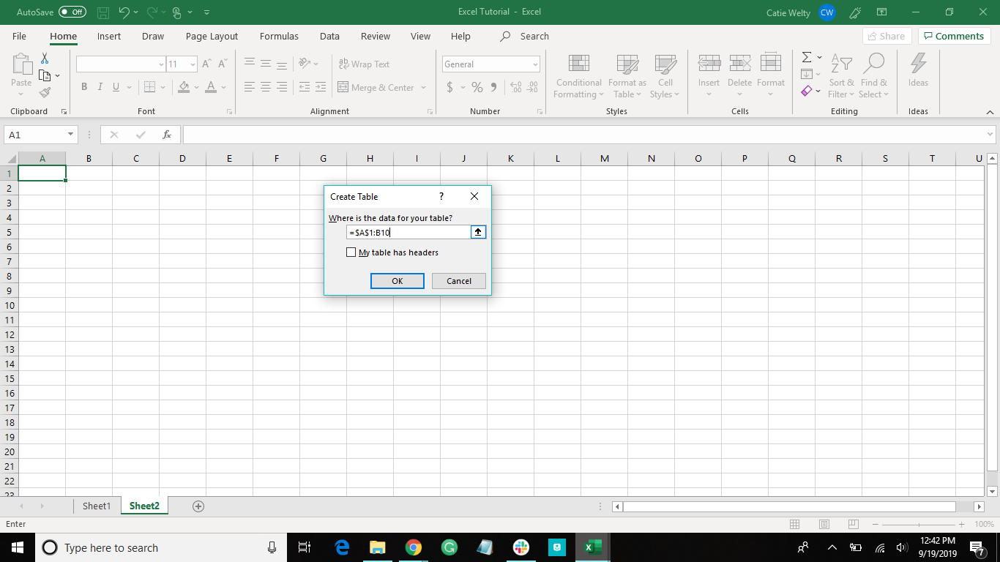 AutoSave Off Excel Tutorial - Excel Catie Welty CW
File Home Insert Draw Page Layout Formulas Data Review View Help Search Share Comments
11 General
Wrap Text
Paste Conditional Format as Cell Insert Delete Format Sort & Find & Ideas
B I U A Merge & Center $ % Formatting Table Styles Filter Select
Clipboard Font Alignment Number Styles Cells Editing Ideas
A1 fx
A B C D E F G H I J K L M N O P Q R S T U
1
2
3
4
5
6
7
8
9
10
11
12
13
14
15
16
17
18
19
20
21
22
23
Create Table ?
Where is the data for your table?
=$A$1:B10
My table has headers
OK Cancel
Sheet1 Sheet2
Enter 100%
Type here to search
12:42 PM
9/19/2019
7